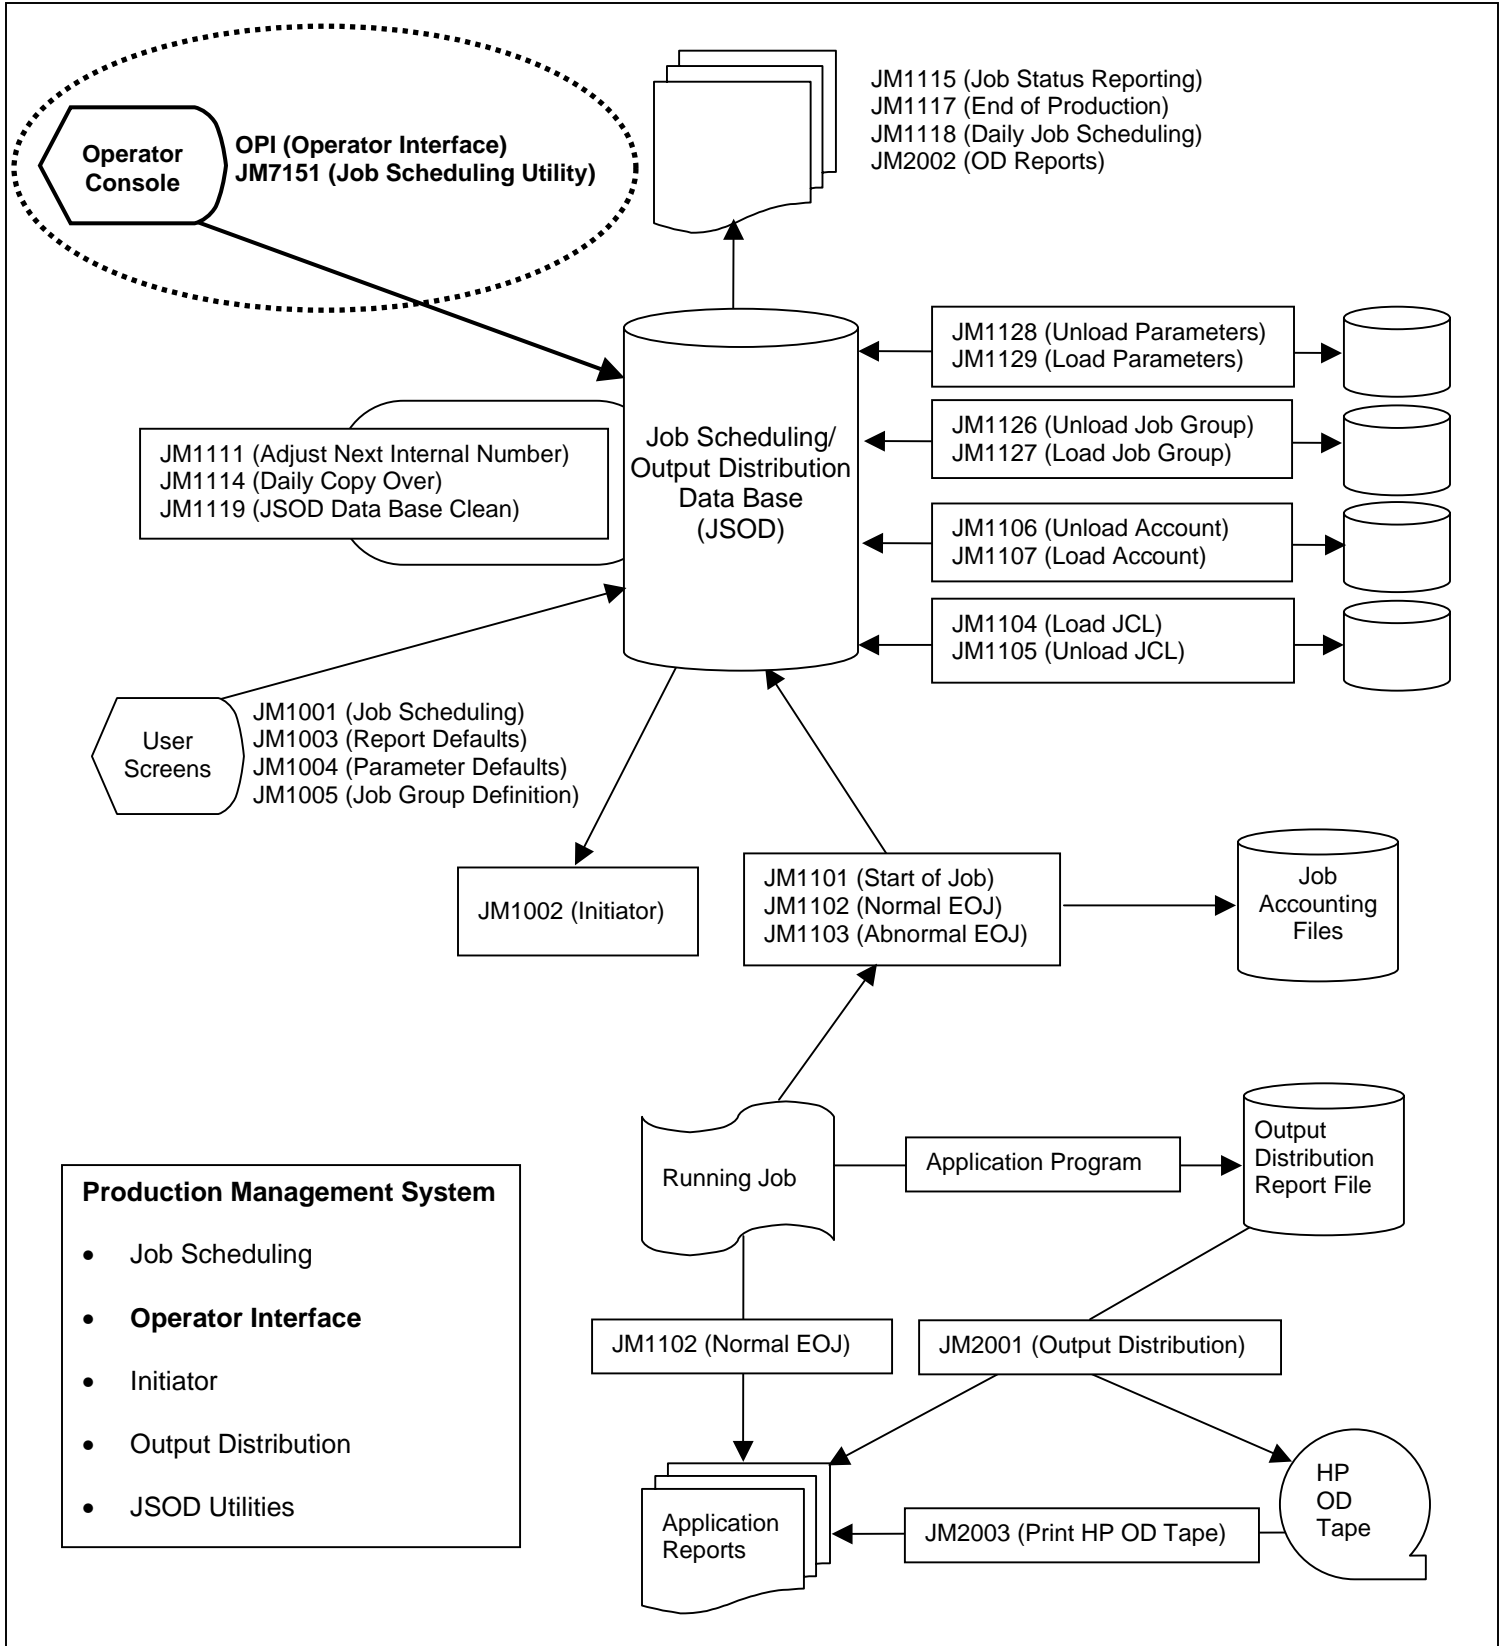 JM1115 (Job Status Reporting)
JM1117 (End of Production)
JM1118 (Daily Job Scheduling)
JM2002 (OD Reports)
Operator
Console
OPI (Operator Interface)
JM7151 (Job Scheduling Utility)
JM1128 (Unload Parameters)
JM1129 (Load Parameters)
JM1126 (Unload Job Group)
JM1127 (Load Job Group)
JM1106 (Unload Account)
JM1107 (Load Account)
JM1104 (Load JCL)
JM1105 (Unload JCL)
Job Scheduling/
Output Distribution
Data Base
(JSOD)
JM1111 (Adjust Next Internal Number)
JM1114 (Daily Copy Over)
JM1119 (JSOD Data Base Clean)
User
Screens
JM1001 (Job Scheduling)
JM1003 (Report Defaults)
JM1004 (Parameter Defaults)
JM1005 (Job Group Definition)
JM1002 (Initiator)
JM1101 (Start of Job)
JM1102 (Normal EOJ)
JM1103 (Abnormal EOJ)
Job
Accounting
Files
Running Job
Application Program
Output
Distribution
Report File
Production Management System
• Job Scheduling
• Operator Interface
• Initiator
• Output Distribution
• JSOD Utilities
JM1102 (Normal EOJ)
JM2001 (Output Distribution)
Application
Reports
JM2003 (Print HP OD Tape)
HP
OD
Tape